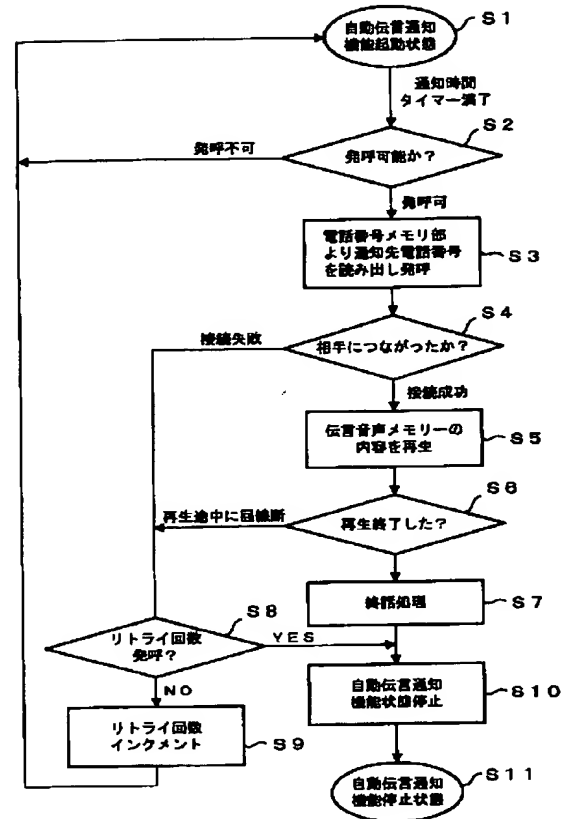 自動伝言通知
機能起動状態
S1
通知時間
タイマー満了
S2
発呼可能か？
発呼不可
発呼可
電話番号メモリ部
より通知先電話番号
を読み出し発呼
S3
S4
相手につながったか？
接続失敗
接続成功
伝言音声メモリーの
内容を再生
S5
S6
再生終了した？
再生途中に回線断
終話処理
S7
S8
リトライ回数
発呼？
YES
NO
自動伝言通知
機能状態停止
S10
リトライ回数
インクメント
S9
自動伝言通知
機能停止状態
S11